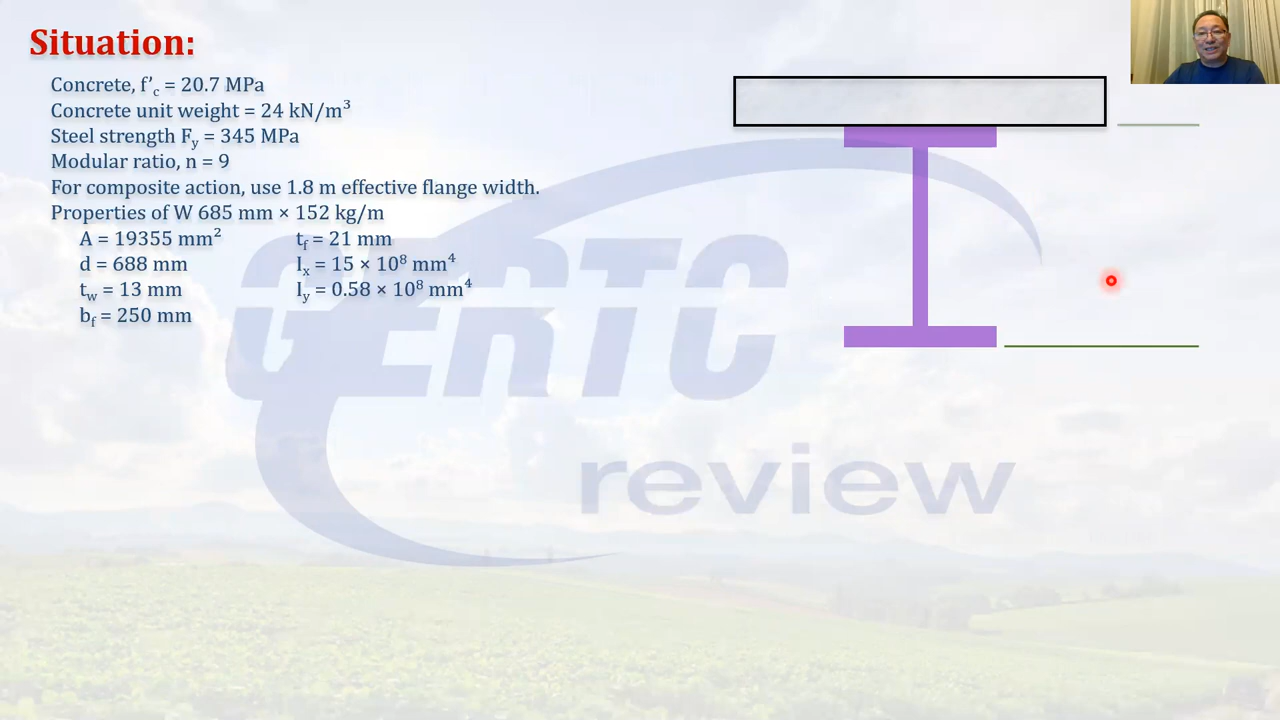 Situation:
Concrete, f’c = 20.7 MPa
Concrete unit weight = 24 kN/m³
Steel strength Fy = 345 MPa
Modular ratio, n = 9
For composite action, use 1.8 m effective flange width.
Properties of W 685 mm × 152 kg/m
A = 19355 mm² tf = 21 mm
d = 688 mm Ix = 15 × 10⁸ mm⁴
tw = 13 mm Iy = 0.58 × 10⁸ mm⁴
bf = 250 mm
GERTC
review